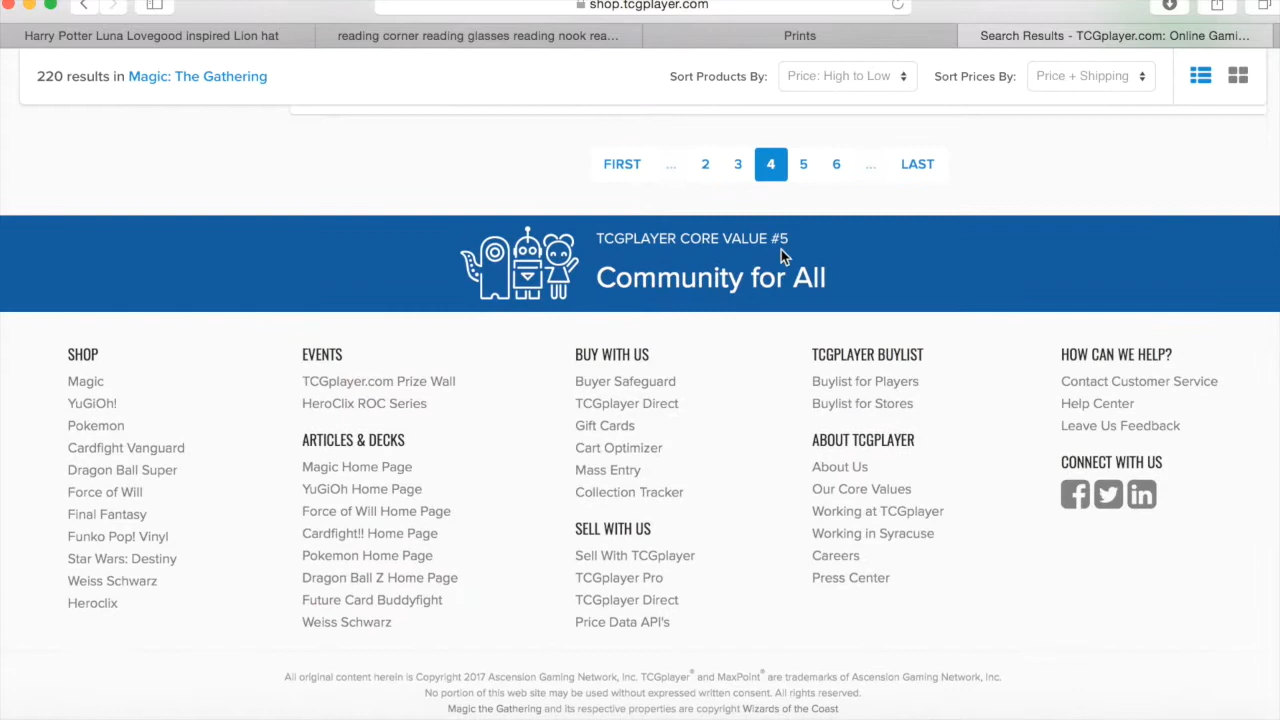 shop.tcgplayer.com
Harry Potter Luna Lovegood inspired Lion hat
reading corner reading glasses reading nook rea...
Prints
Search Results - TCGplayer.com: Online Gami...
220 results in Magic: The Gathering
Sort Products By: Price: High to Low
Sort Prices By: Price + Shipping
FIRST ... 2 3 4 5 6 ... LAST
TCGPLAYER CORE VALUE #5
Community for All
SHOP
Magic
YuGiOh!
Pokemon
Cardfight Vanguard
Dragon Ball Super
Force of Will
Final Fantasy
Funko Pop! Vinyl
Star Wars: Destiny
Weiss Schwarz
Heroclix
EVENTS
TCGplayer.com Prize Wall
HeroClix ROC Series
ARTICLES & DECKS
Magic Home Page
YuGiOh Home Page
Force of Will Home Page
Cardfight!! Home Page
Pokemon Home Page
Dragon Ball Z Home Page
Future Card Buddyfight
Weiss Schwarz
BUY WITH US
Buyer Safeguard
TCGplayer Direct
Gift Cards
Cart Optimizer
Mass Entry
Collection Tracker
SELL WITH US
Sell With TCGplayer
TCGplayer Pro
TCGplayer Direct
Price Data API's
TCGPLAYER BUYLIST
Buylist for Players
Buylist for Stores
ABOUT TCGPLAYER
About Us
Our Core Values
Working at TCGplayer
Working in Syracuse
Careers
Press Center
HOW CAN WE HELP?
Contact Customer Service
Help Center
Leave Us Feedback
CONNECT WITH US
All original content herein is Copyright 2017 Ascension Gaming Network, Inc. TCGplayer® and MaxPoint® are trademarks of Ascension Gaming Network, Inc.
No portion of this web site may be used without expressed written consent. All rights reserved.
Magic the Gathering and its respective properties are copyright Wizards of the Coast